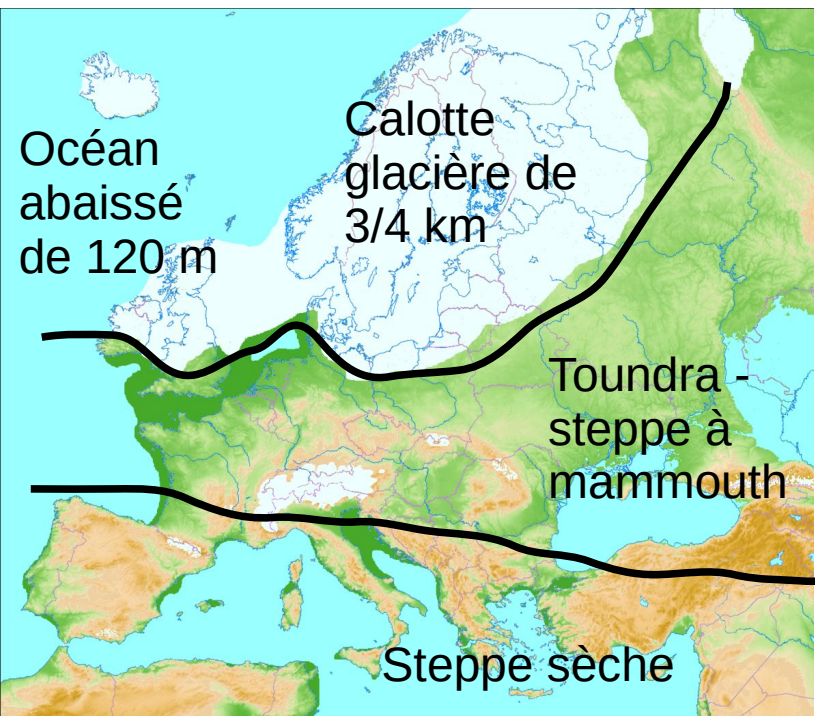 Océan
abaissé
de 120 m
Calotte
glacière de
3/4 km
Toundra -
steppe à
mammouth
Steppe sèche